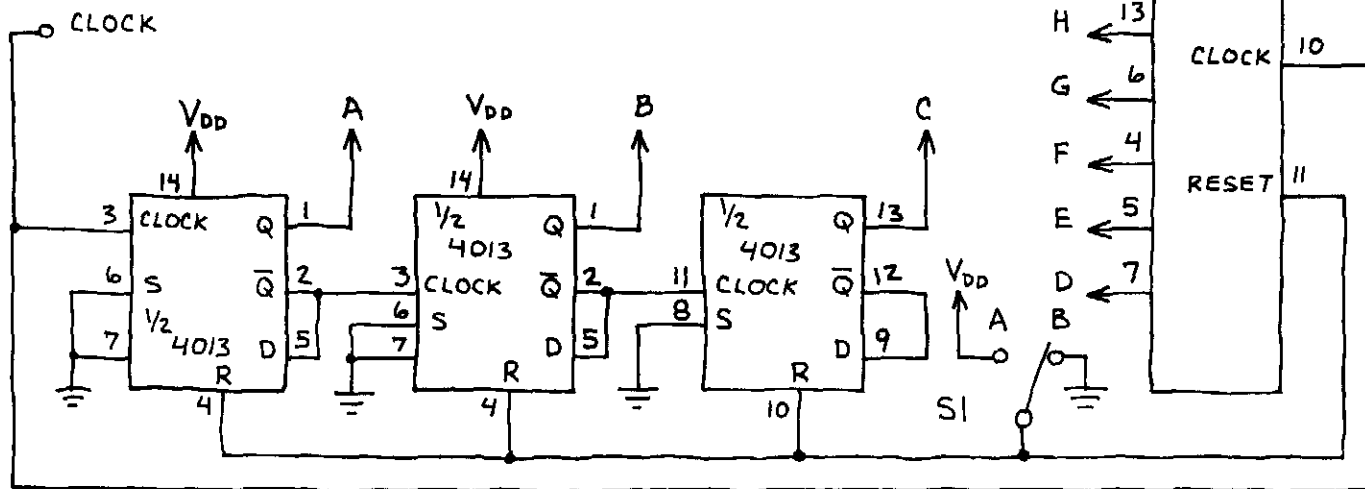 CLOCK
H 13
CLOCK 10
G 6
VDD A VDD B C
F 4
14 14
RESET 11
3 CLOCK Q 1
1/2 4013 Q 1
1/2 4013 Q 13
E 5
6 S Q̅ 2
3 CLOCK Q̅ 2
11 CLOCK Q̅ 12
VDD
D 7
6 S
8 S
A B
1/2 4013
7 D 5
7 D 5
D 9
R R R
4 4 10
S1